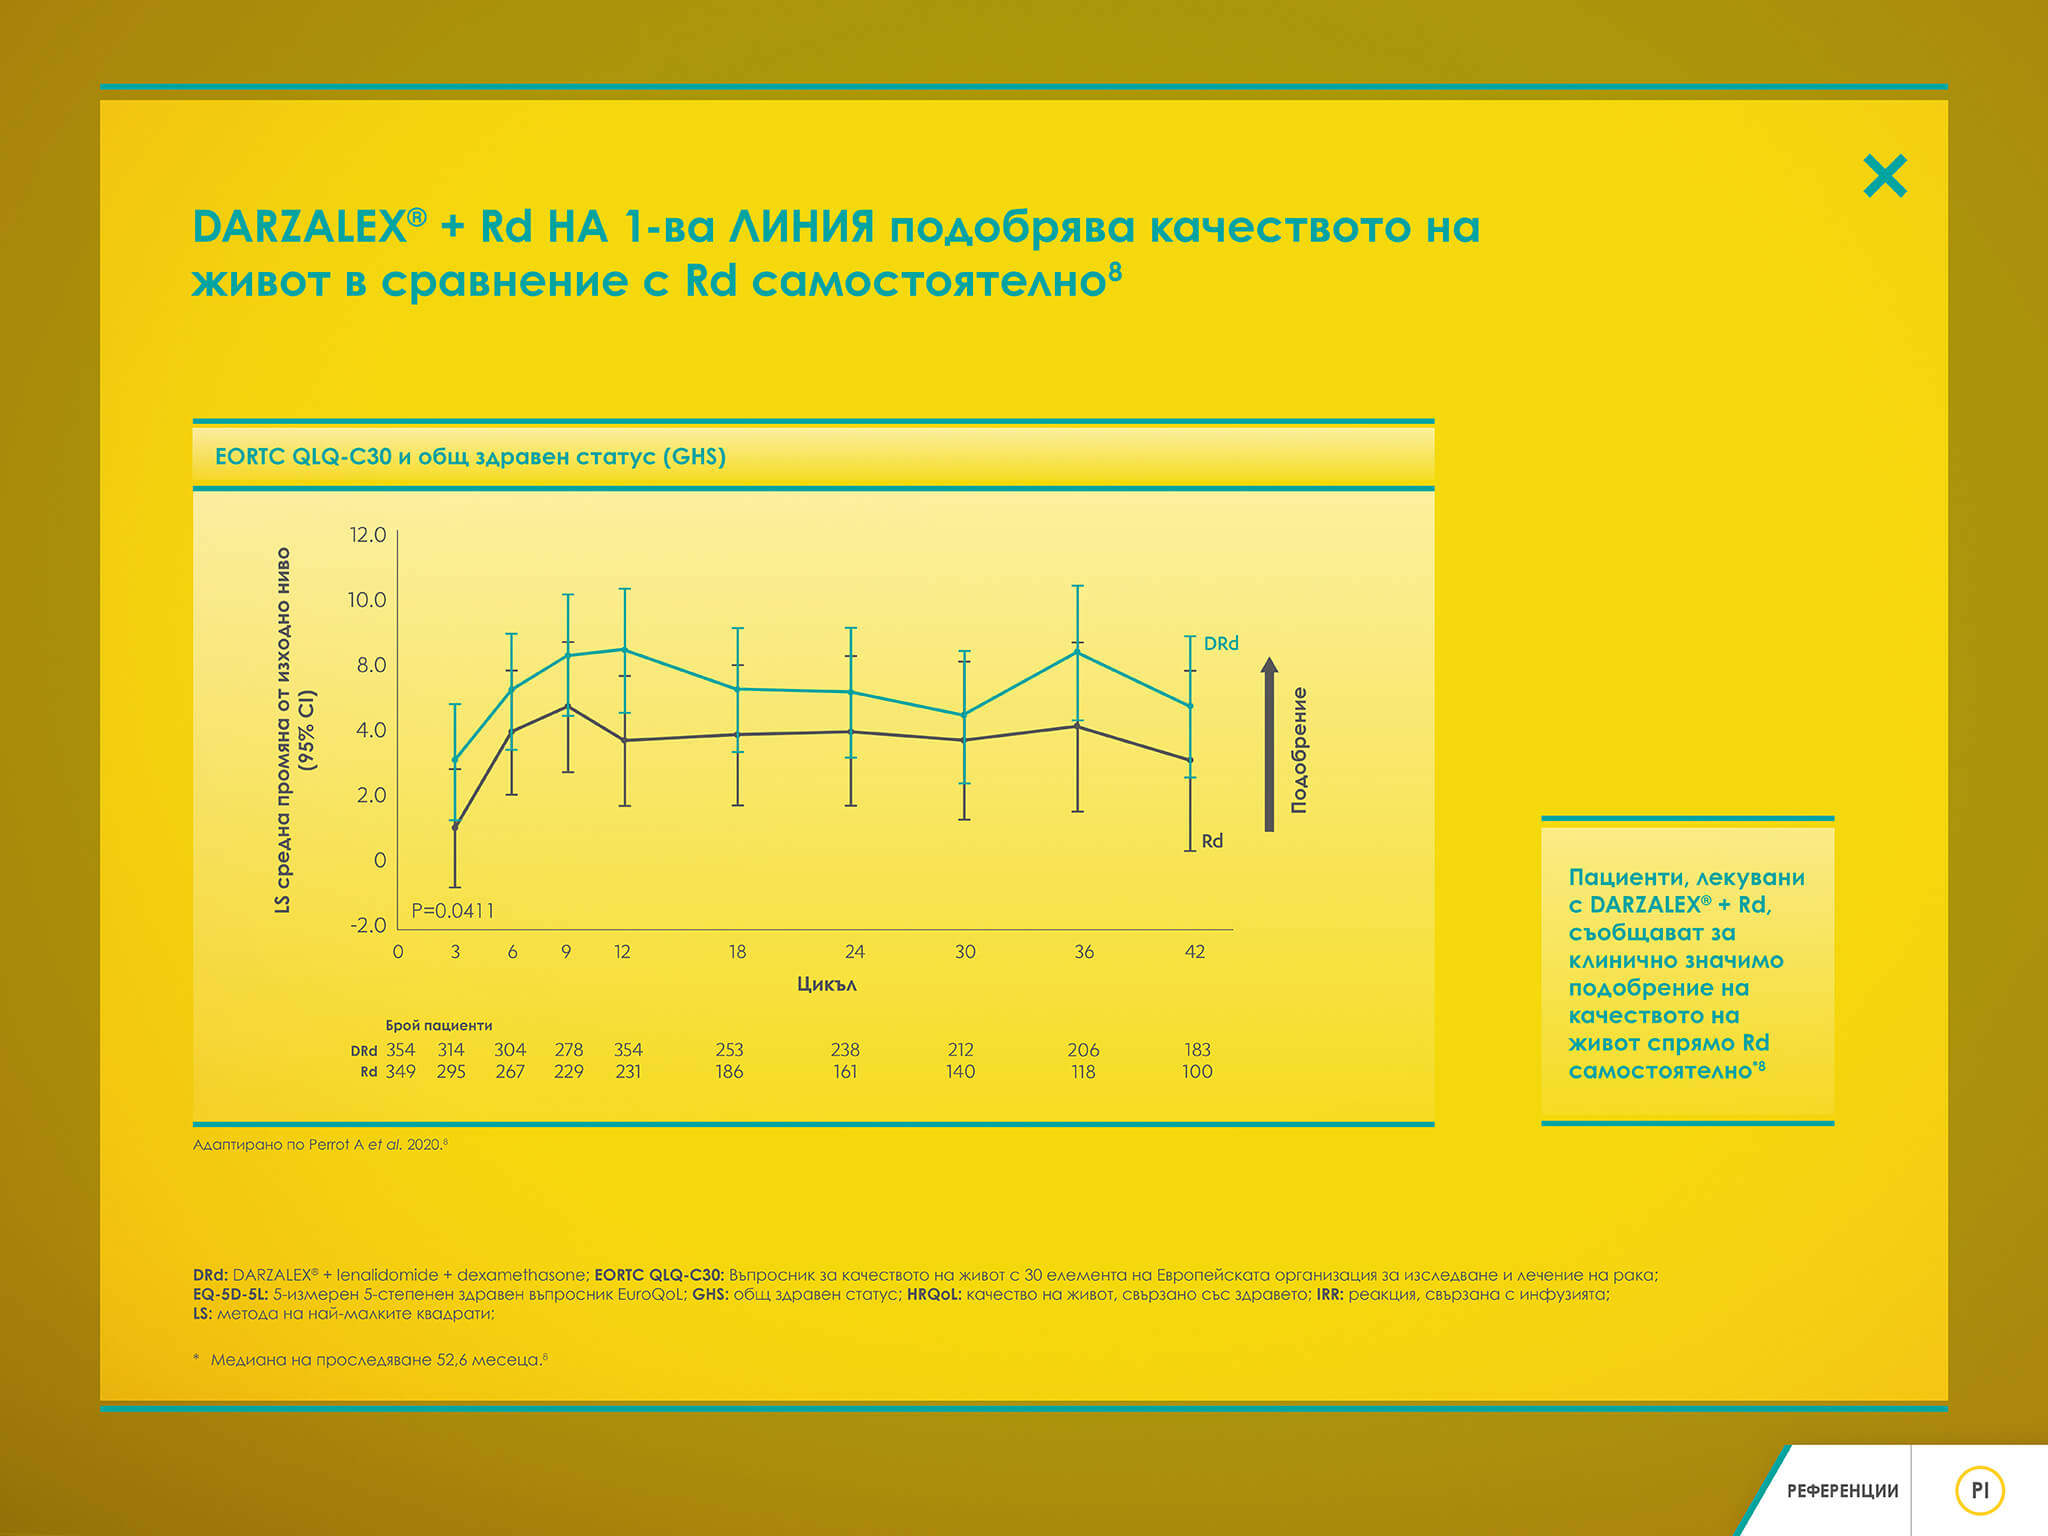 DARZALEX® + Rd НА 1-ва ЛИНИЯ подобрява качеството на
живот в сравнение с Rd самостоятелно⁸
EORTC QLQ-C30 и общ здравен статус (GHS)
LS средна промяна от изходно ниво
(95% CI)
12.0
10.0
8.0
4.0
2.0
0
-2.0
DRd
Rd
Подобрение
P=0.0411
0 3 6 9 12 18 24 30 36 42
Цикъл
Брой пациенти
DRd 354 314 304 278 354 253 238 212 206 183
Rd 349 295 267 229 231 186 161 140 118 100
Адаптирано по Perrot A et al. 2020.⁸
Пациенти, лекувани
с DARZALEX® + Rd,
съобщават за
клинично значимо
подобрение на
качеството на
живот спрямо Rd
самостоятелно*⁸
DRd: DARZALEX® + lenalidomide + dexamethasone; EORTC QLQ-C30: Въпросник за качеството на живот с 30 елемента на Европейската организация за изследване и лечение на рака;
EQ-5D-5L: 5-измерен 5-степенен здравен въпросник EuroQoL; GHS: общ здравен статус; HRQoL: качество на живот, свързано със здравето; IRR: реакция, свързана с инфузията;
LS: метода на най-малките квадрати;
* Медиана на проследяване 52,6 месеца.⁸
РЕФЕРЕНЦИИ
PI